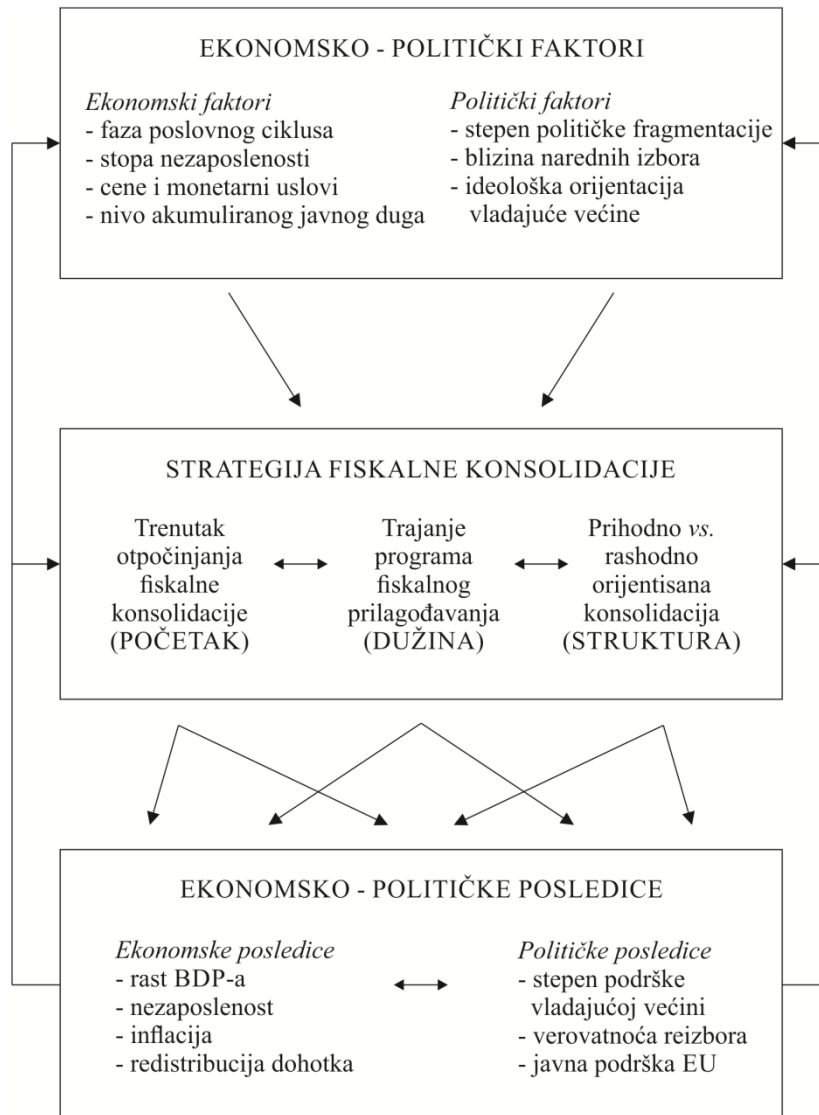 EKONOMSKO - POLITIČKI FAKTORI
Ekonomski faktori
- faza poslovnog ciklusa
- stopa nezaposlenosti
- cene i monetarni uslovi
- nivo akumuliranog javnog duga
Politički faktori
- stepen političke fragmentacije
- blizina narednih izbora
- ideološka orijentacija
vladajuće većine
STRATEGIJA FISKALNE KONSOLIDACIJE
Trenutak
otpočinjanja
fiskalne
konsolidacije
(POČETAK)
Trajanje
programa
fiskalnog
prilagođavanja
(DUŽINA)
Prihodno vs.
rashodno
orijentisana
konsolidacija
(STRUKTURA)
EKONOMSKO - POLITIČKE POSLEDICE
Ekonomske posledice
- rast BDP-a
- nezaposlenost
- inflacija
- redistribucija dohotka
Političke posledice
- stepen podrške
vladajućoj većini
- verovatnoća reizbora
- javna podrška EU